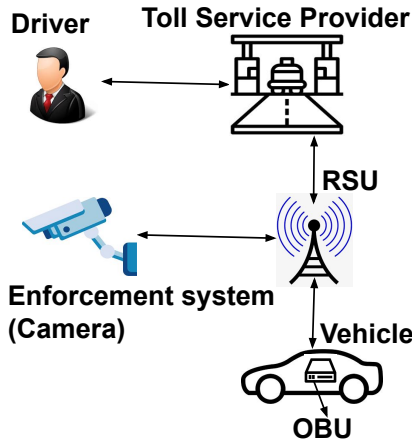 Driver
Toll Service Provider
RSU
Enforcement system
(Camera)
Vehicle
OBU